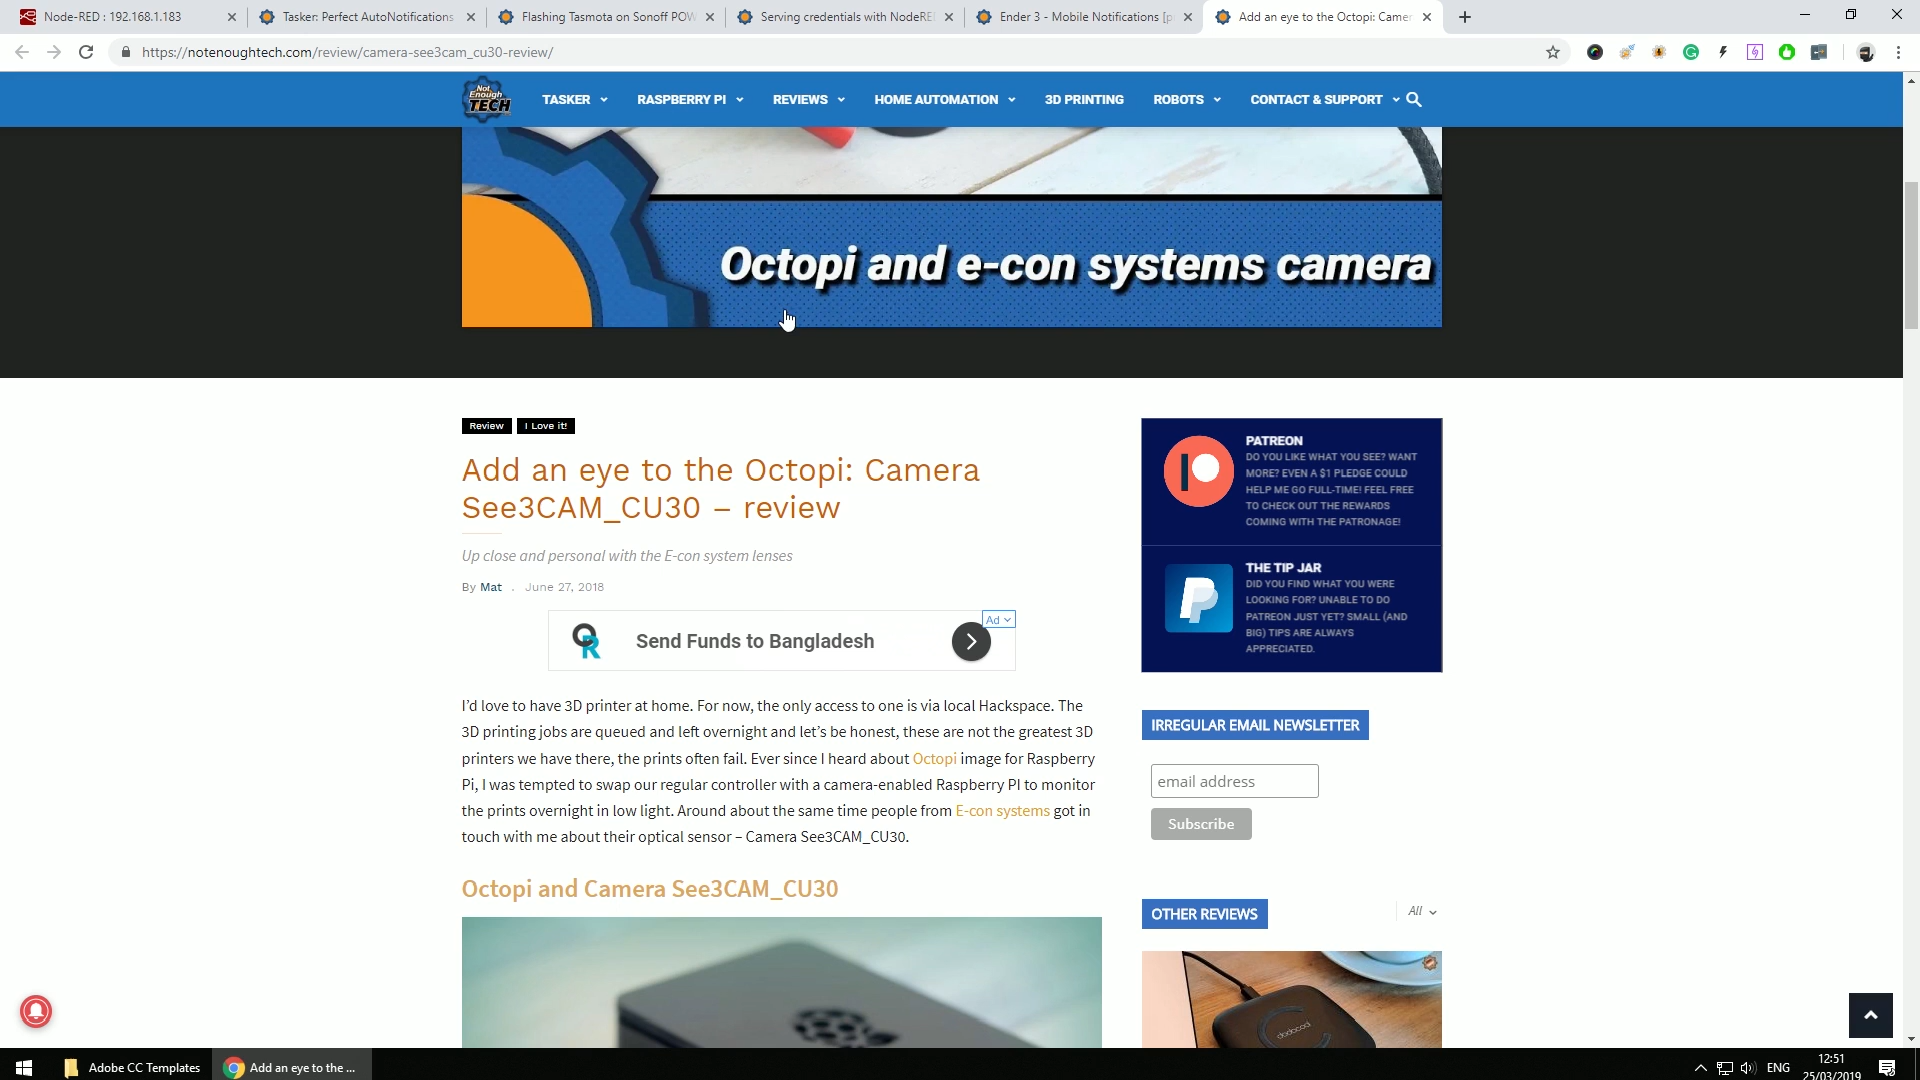 Node-RED : 192.168.1.183
Tasker: Perfect AutoNotifications
Flashing Tasmota on Sonoff POW
Serving credentials with NodeRE
Ender 3 - Mobile Notifications [p
Add an eye to the Octopi: Camer
https://notenoughtech.com/review/camera-see3cam_cu30-review/
Not Enough TECH
TASKER
RASPBERRY PI
REVIEWS
HOME AUTOMATION
3D PRINTING
ROBOTS
CONTACT & SUPPORT
Octopi and e-con systems camera
Review
I Love it!
Add an eye to the Octopi: Camera
See3CAM_CU30 – review
Up close and personal with the E-con system lenses
By Mat . June 27, 2018
Ad
Send Funds to Bangladesh
I’d love to have 3D printer at home. For now, the only access to one is via local Hackspace. The
3D printing jobs are queued and left overnight and let’s be honest, these are not the greatest 3D
printers we have there, the prints often fail. Ever since I heard about Octopi image for Raspberry
Pi, I was tempted to swap our regular controller with a camera-enabled Raspberry PI to monitor
the prints overnight in low light. Around about the same time people from E-con systems got in
touch with me about their optical sensor – Camera See3CAM_CU30.
Octopi and Camera See3CAM_CU30
PATREON
DO YOU LIKE WHAT YOU SEE? WANT
MORE? EVEN A $1 PLEDGE COULD
HELP ME GO FULL-TIME! FEEL FREE
TO CHECK OUT THE REWARDS
COMING WITH THE PATRONAGE!
THE TIP JAR
DID YOU FIND WHAT YOU WERE
LOOKING FOR? UNABLE TO DO
PATREON JUST YET? SMALL (AND
BIG) TIPS ARE ALWAYS
APPRECIATED.
IRREGULAR EMAIL NEWSLETTER
email address
Subscribe
OTHER REVIEWS
All
dodocool
Adobe CC Templates
Add an eye to the ...
ENG
12:51
25/03/2019